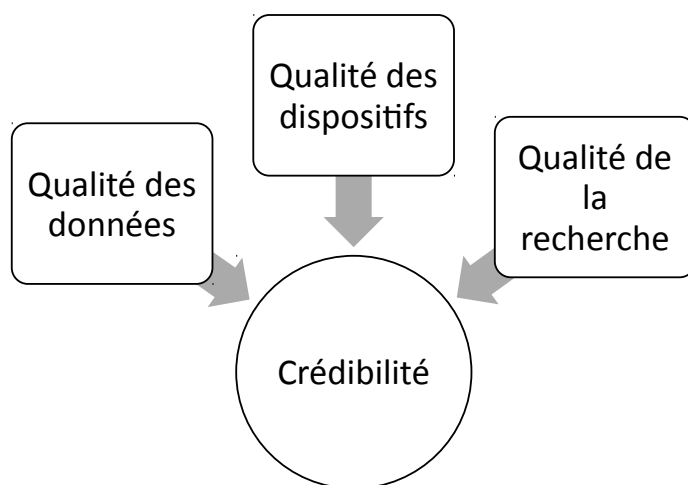 Qualité des
données
Qualité des
dispositifs
Qualité de
la
recherche
Crédibilité